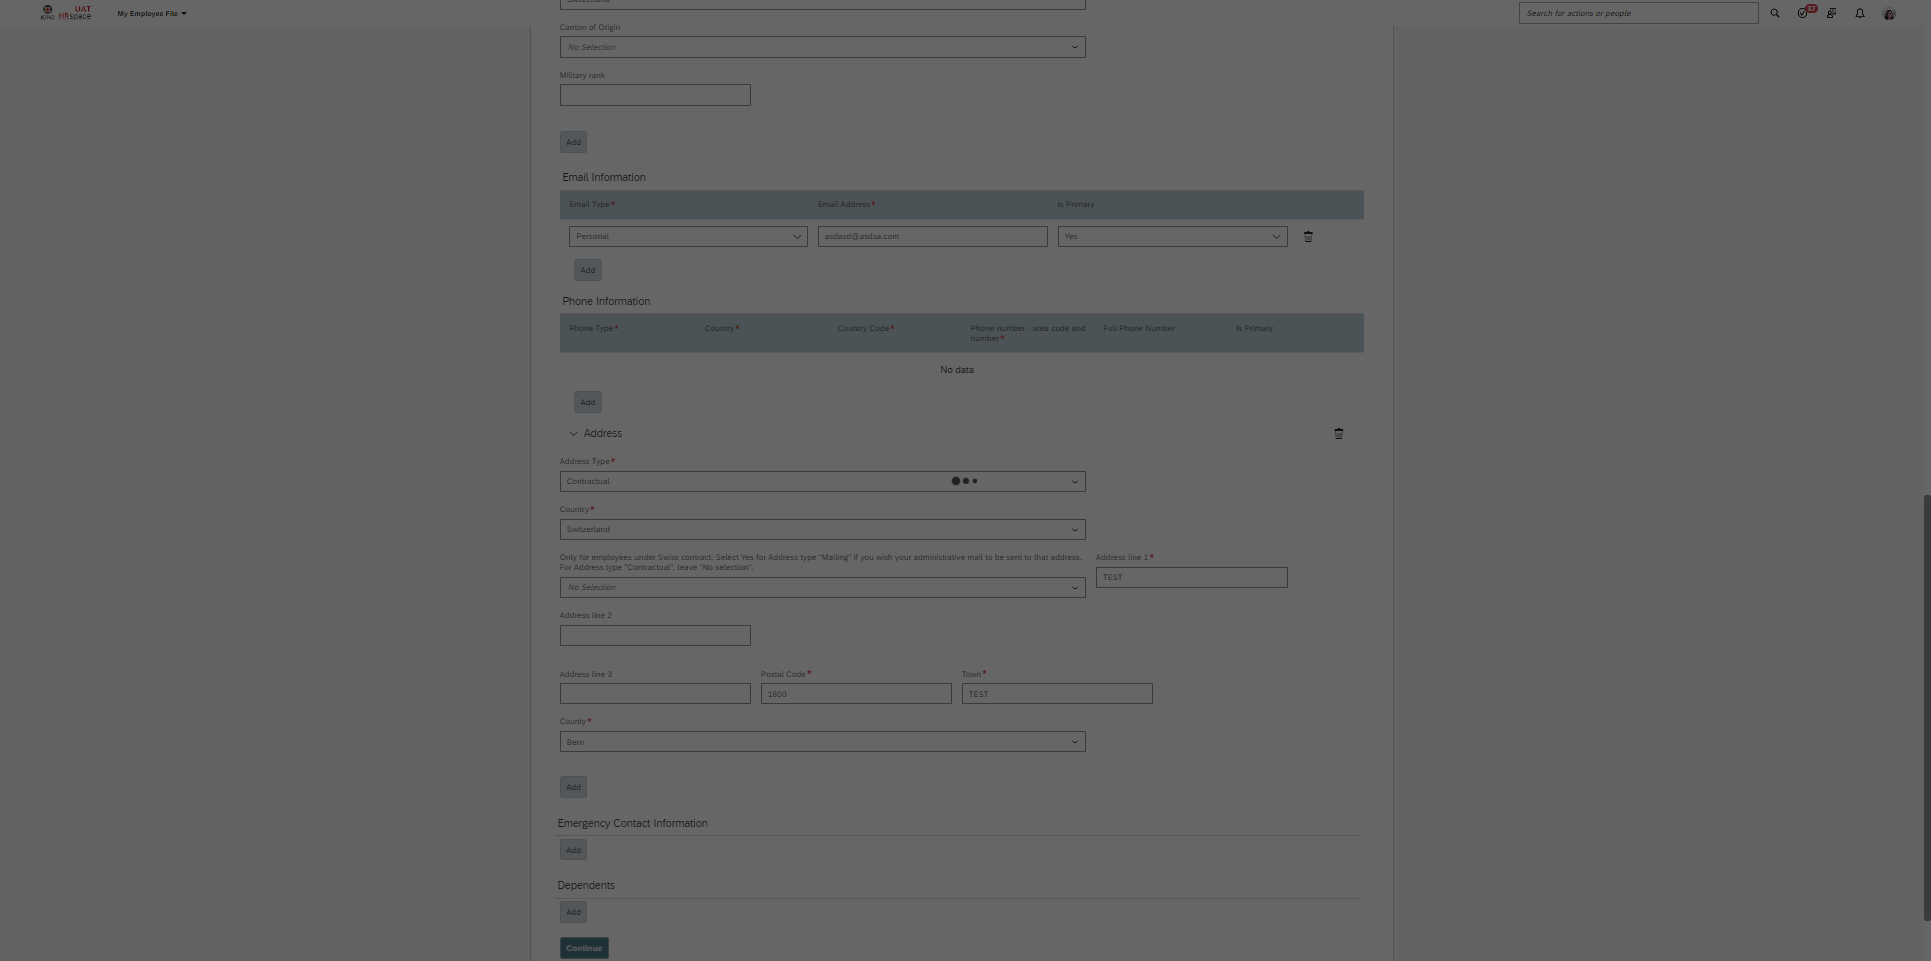 ICRC
UAT
HRspace
My Employee File
Search for actions or people
37
Switzerland
Canton of Origin
No Selection
Military rank
Add
Email Information
Email Type* Email Address* Is Primary
Personal asdasd@asdsa.com Yes
Add
Phone Information
Phone Type* Country* Country Code* Phone number - area code and number* Full Phone Number Is Primary
No data
Add
Address
Address Type*
Contractual
Country*
Switzerland
Only for employees under Swiss contract: Select Yes for Address type "Mailing" if you wish your administrative mail to be sent to that address.
For Address type "Contractual", leave "No selection".
No Selection
Address line 1*
TEST
Address line 2
Address line 3 Postal Code* Town*
1800 TEST
County*
Bern
Add
Emergency Contact Information
Add
Dependents
Add
Continue